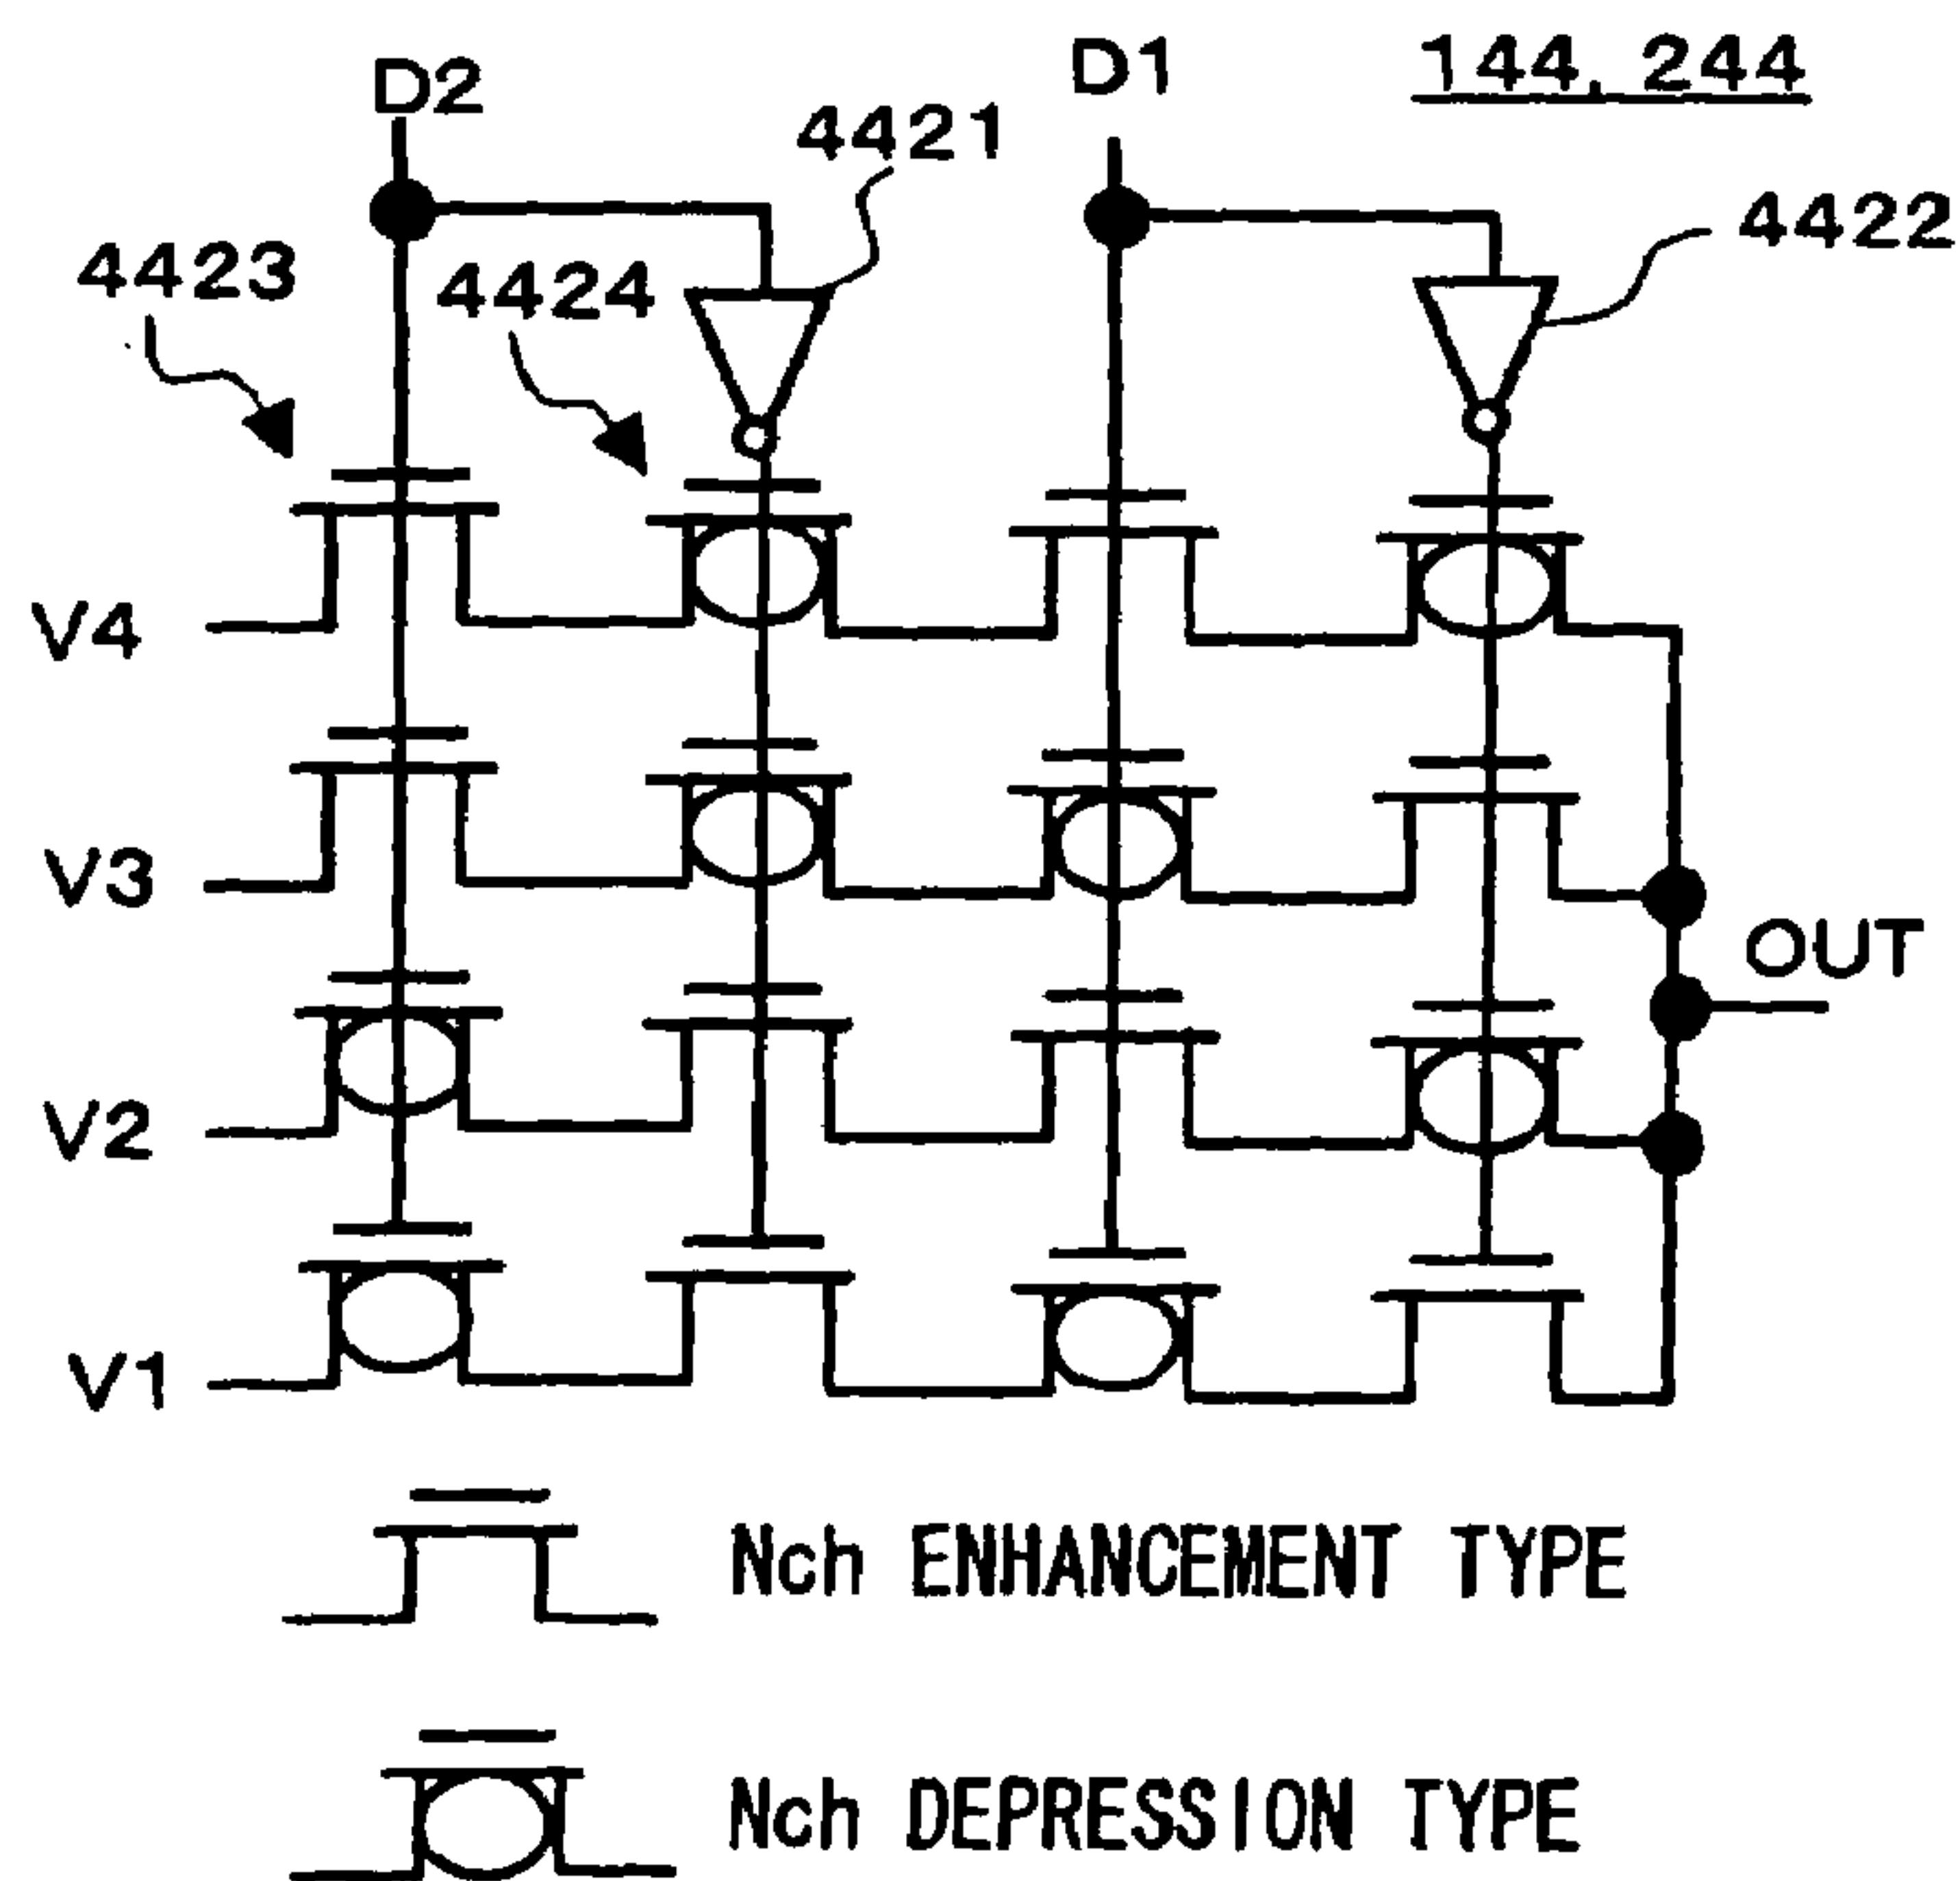 D2
D1
144, 244
4421
4422
4423
4424
V4
V3
OUT
V2
V1
Nch ENHANCEMENT TYPE
Nch DEPRESSION TYPE